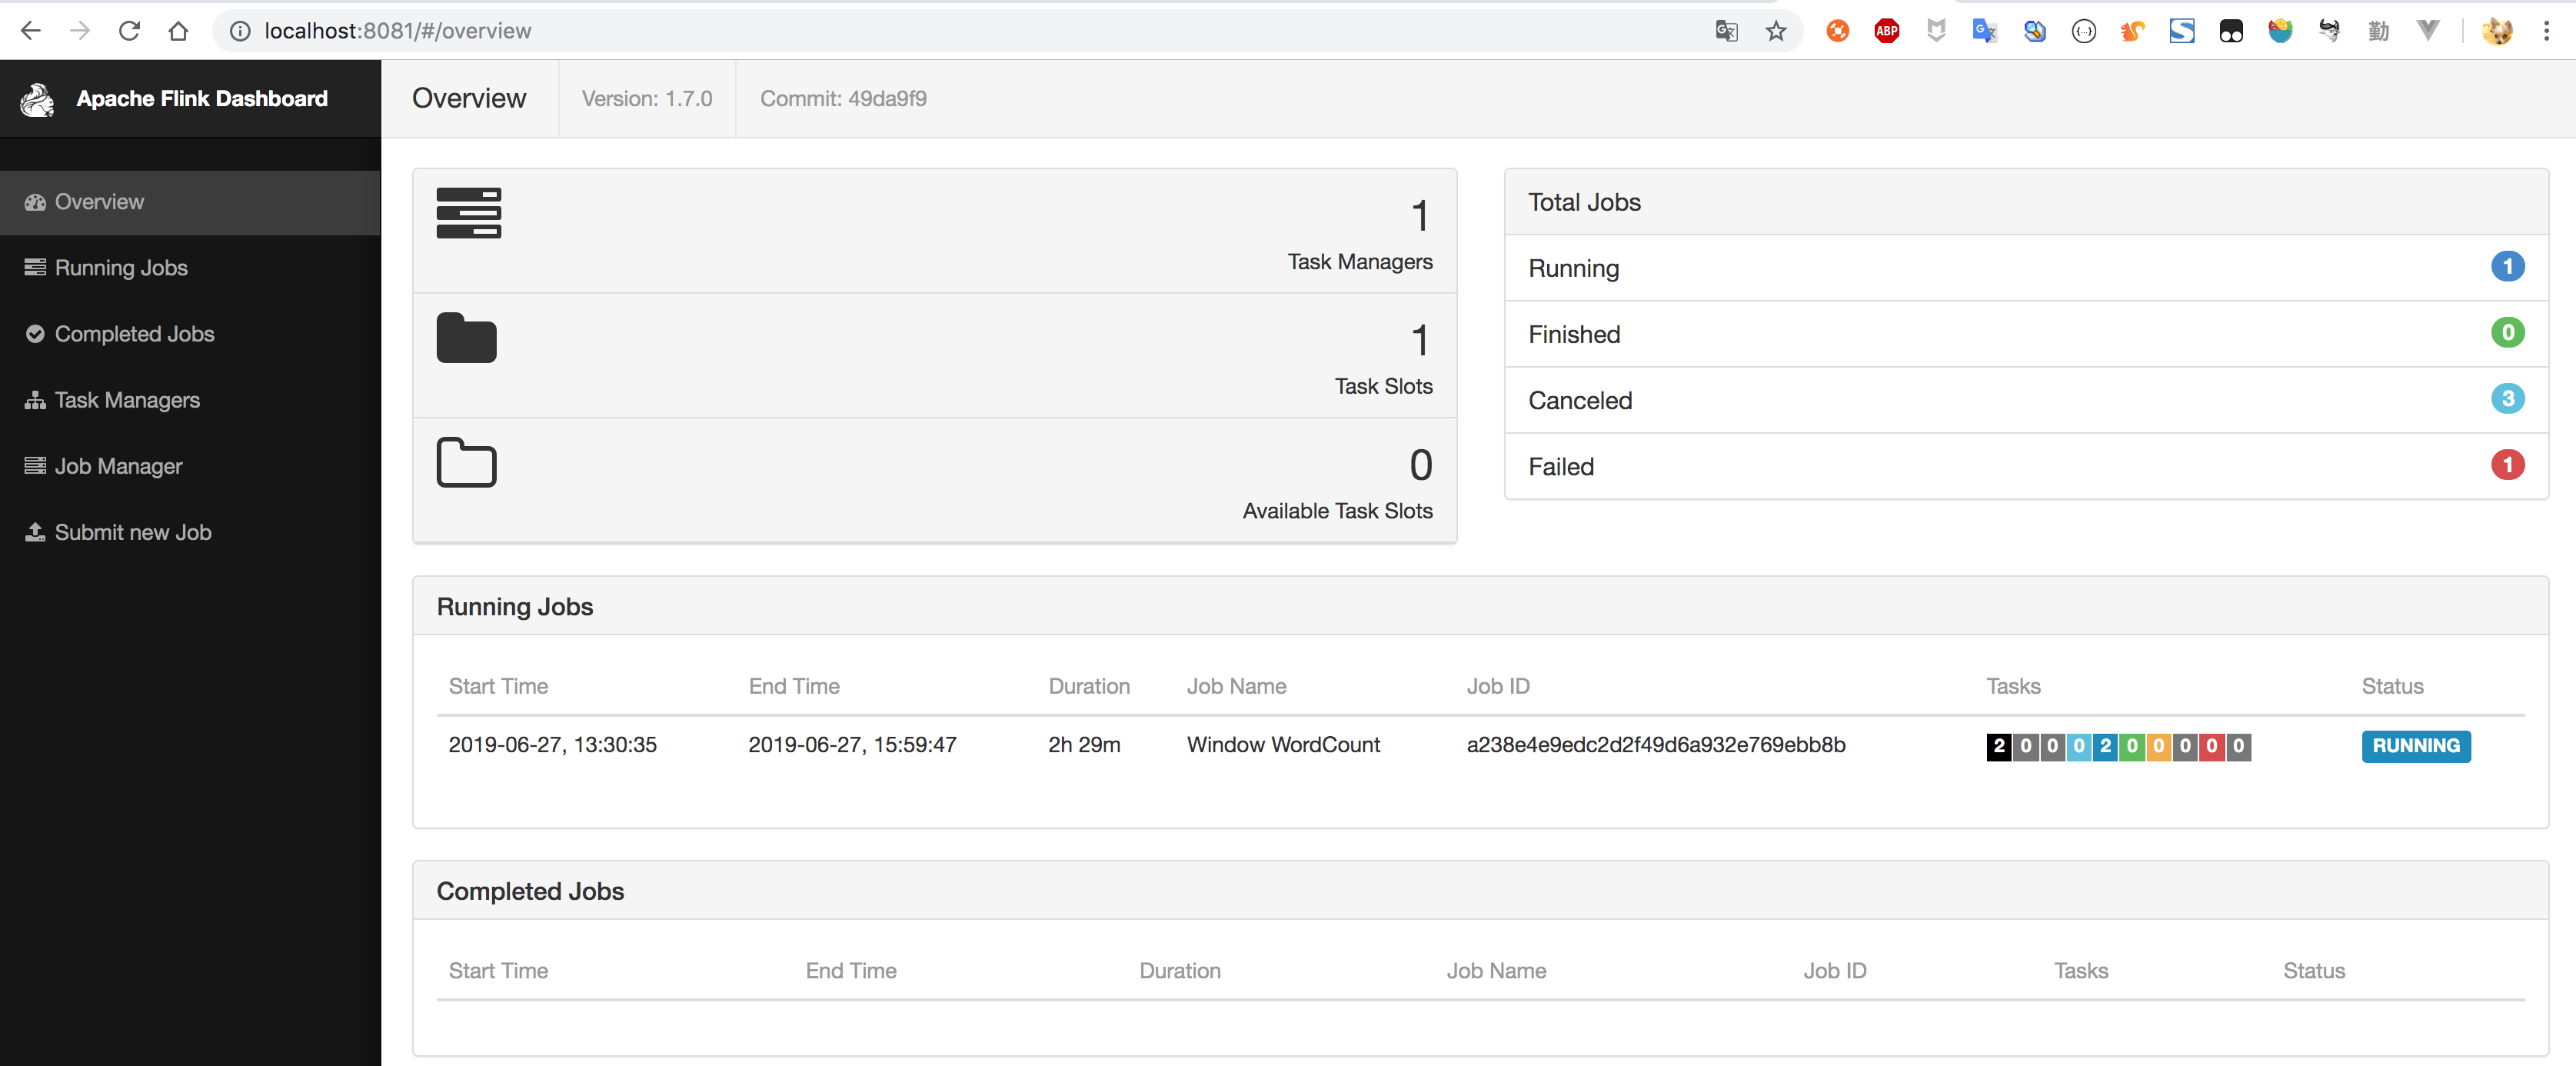 localhost:8081/#/overview
ABP
勤
Apache Flink Dashboard
Overview
Version: 1.7.0
Commit: 49da9f9
Overview
Running Jobs
Completed Jobs
Task Managers
Job Manager
Submit new Job
1
Task Managers
1
Task Slots
0
Available Task Slots
Total Jobs
Running 1
Finished 0
Canceled 3
Failed 1
Running Jobs
Start Time End Time Duration Job Name Job ID Tasks Status
2019-06-27, 13:30:35 2019-06-27, 15:59:47 2h 29m Window WordCount a238e4e9edc2d2f49d6a932e769ebb8b 2 0 0 0 2 0 0 0 0 0 RUNNING
Completed Jobs
Start Time End Time Duration Job Name Job ID Tasks Status